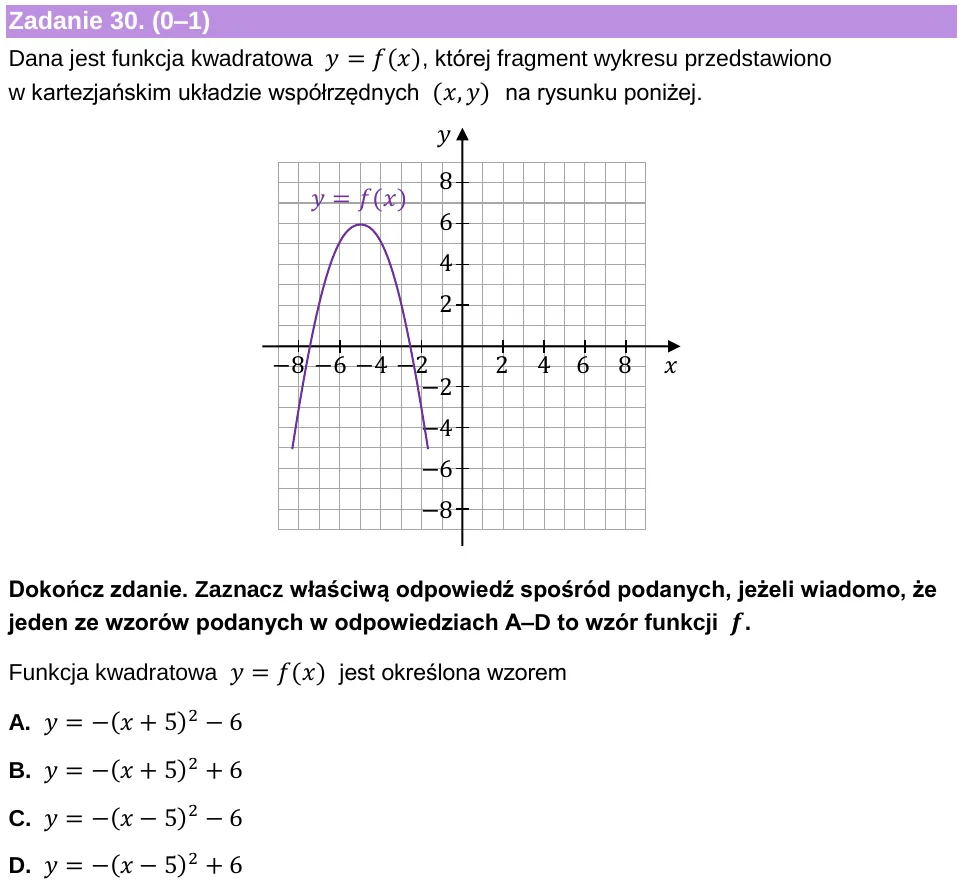 Zadanie 30. (0–1)
Dana jest funkcja kwadratowa y = f(x), której fragment wykresu przedstawiono
w kartezjańskim układzie współrzędnych (x, y) na rysunku poniżej.
y
8
y = f(x)
6
4
2
−8 −6 −4 −2 2 4 6 8 x
−2
−4
−6
−8
Dokończ zdanie. Zaznacz właściwą odpowiedź spośród podanych, jeżeli wiadomo, że
jeden ze wzorów podanych w odpowiedziach A–D to wzór funkcji f.
Funkcja kwadratowa y = f(x) jest określona wzorem
A. y = −(x + 5)² − 6
B. y = −(x + 5)² + 6
C. y = −(x − 5)² − 6
D. y = −(x − 5)² + 6